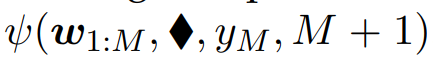 ψ(w₁:M, ♦, yM, M + 1)